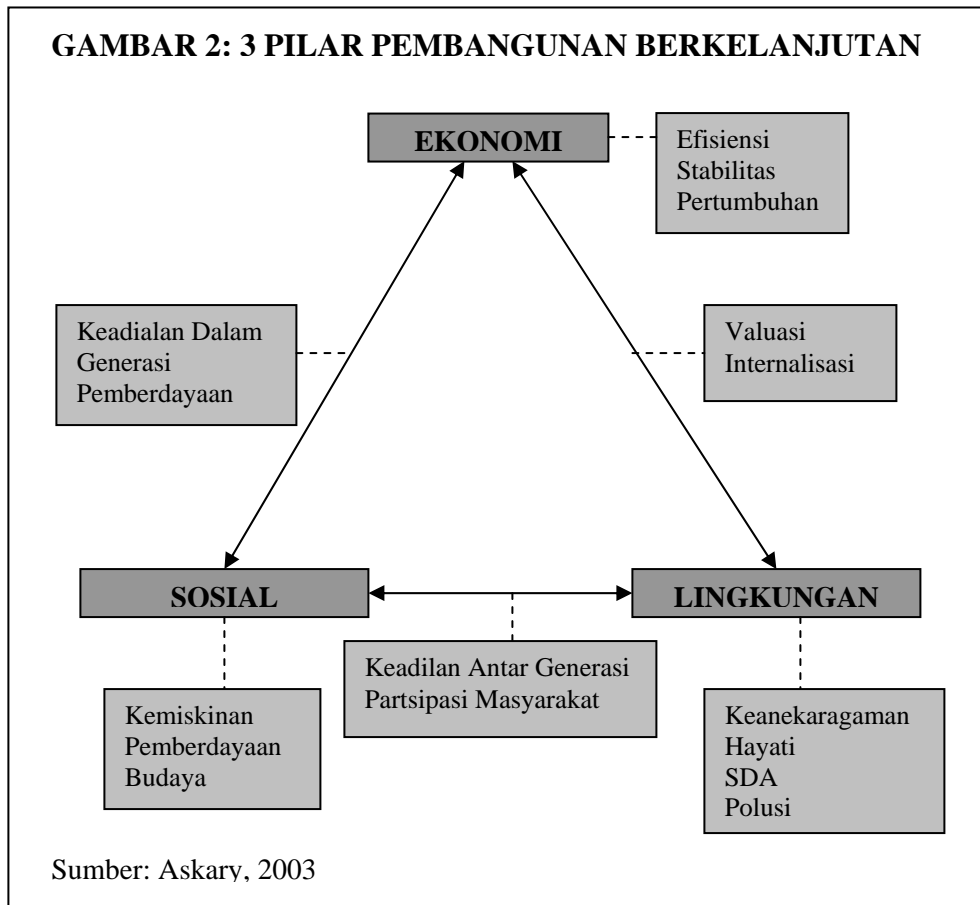 GAMBAR 2: 3 PILAR PEMBANGUNAN BERKELANJUTAN
EKONOMI
Efisiensi
Stabilitas
Pertumbuhan
Keadialan Dalam
Generasi
Pemberdayaan
Valuasi
Internalisasi
SOSIAL
LINGKUNGAN
Keadilan Antar Generasi
Partsipasi Masyarakat
Kemiskinan
Pemberdayaan
Budaya
Keanekaragaman
Hayati
SDA
Polusi
Sumber: Askary, 2003